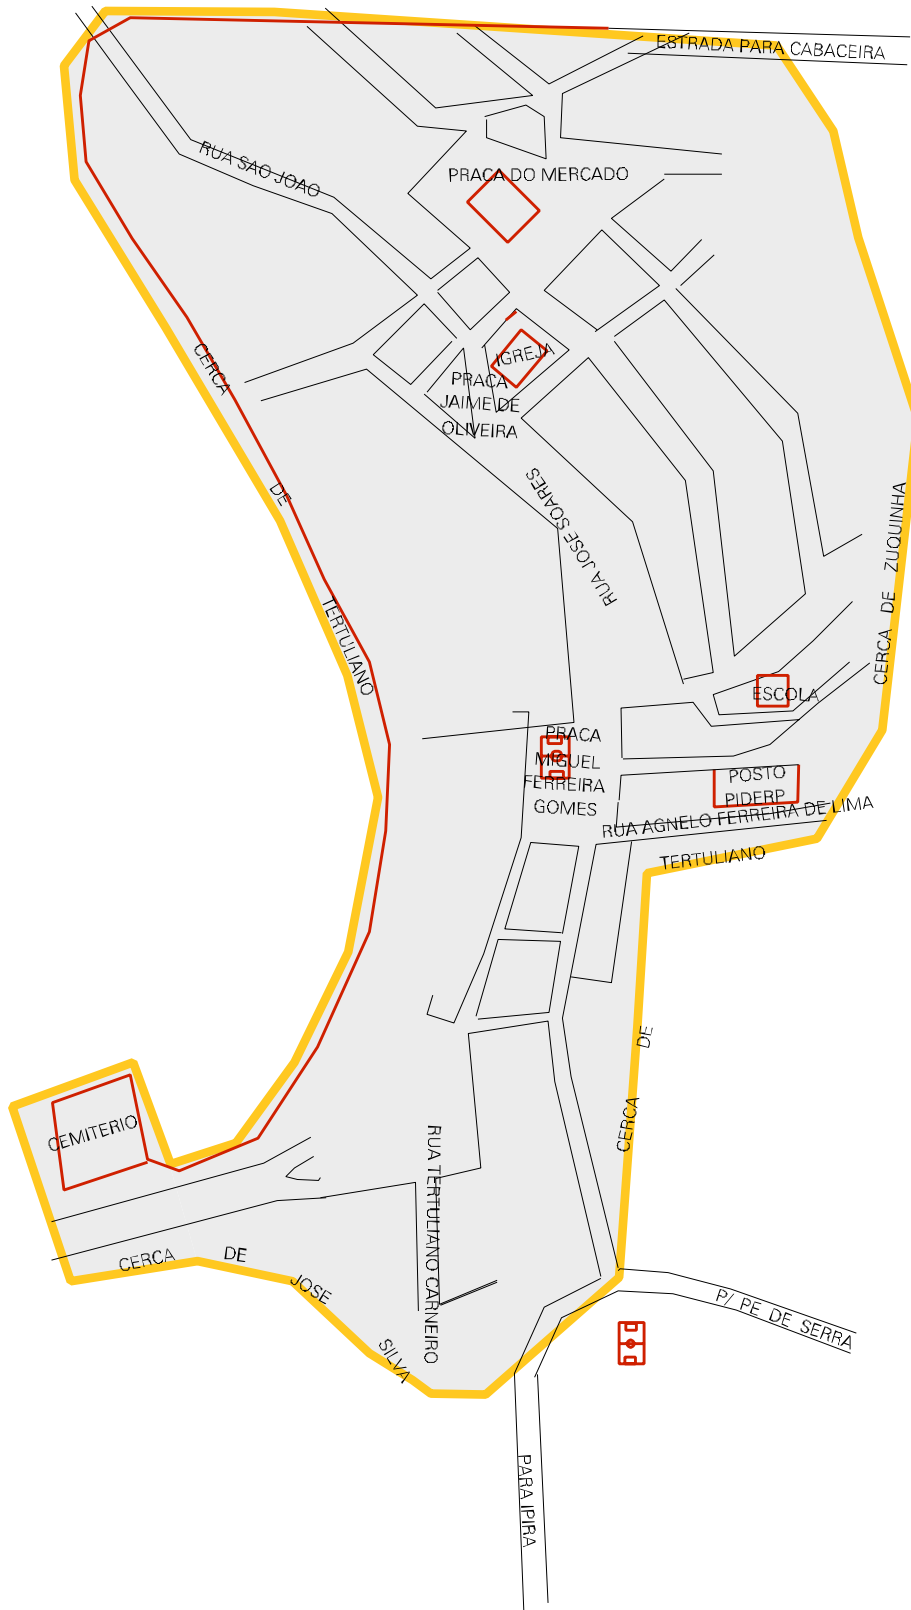 ESTRADA PARA CABACEIRA
RUA SAO JOAO
PRACA DO MERCADO
IGREJA
PRACA
JAIME DE
OLIVEIRA
CERCA
DE
TERTULIANO
RUA JOSE SOARES
CERCA DE ZUQUINHA
ESCOLA
PRACA
MIGUEL
FERREIRA
GOMES
POSTO
PIDERP
RUA AGNELO FERREIRA DE LIMA
TERTULIANO
DE
CERCA
CEMITERIO
RUA TERTULIANO CARNEIRO
CERCA
DE
JOSE
SILVA
P/ PE DE SERRA
PARA IPIRA